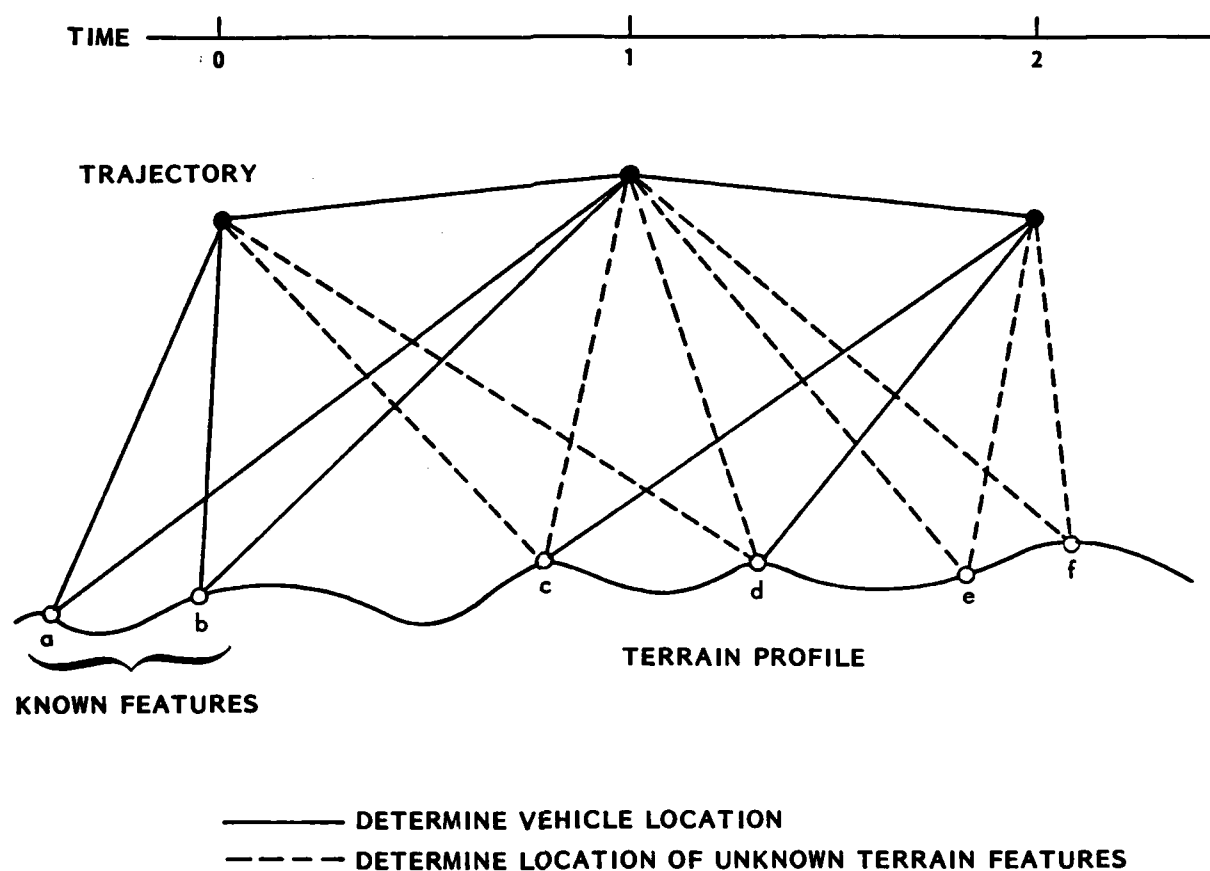 TIME
0 1 2
TRAJECTORY
a b c d e f
TERRAIN PROFILE
KNOWN FEATURES
DETERMINE VEHICLE LOCATION
DETERMINE LOCATION OF UNKNOWN TERRAIN FEATURES